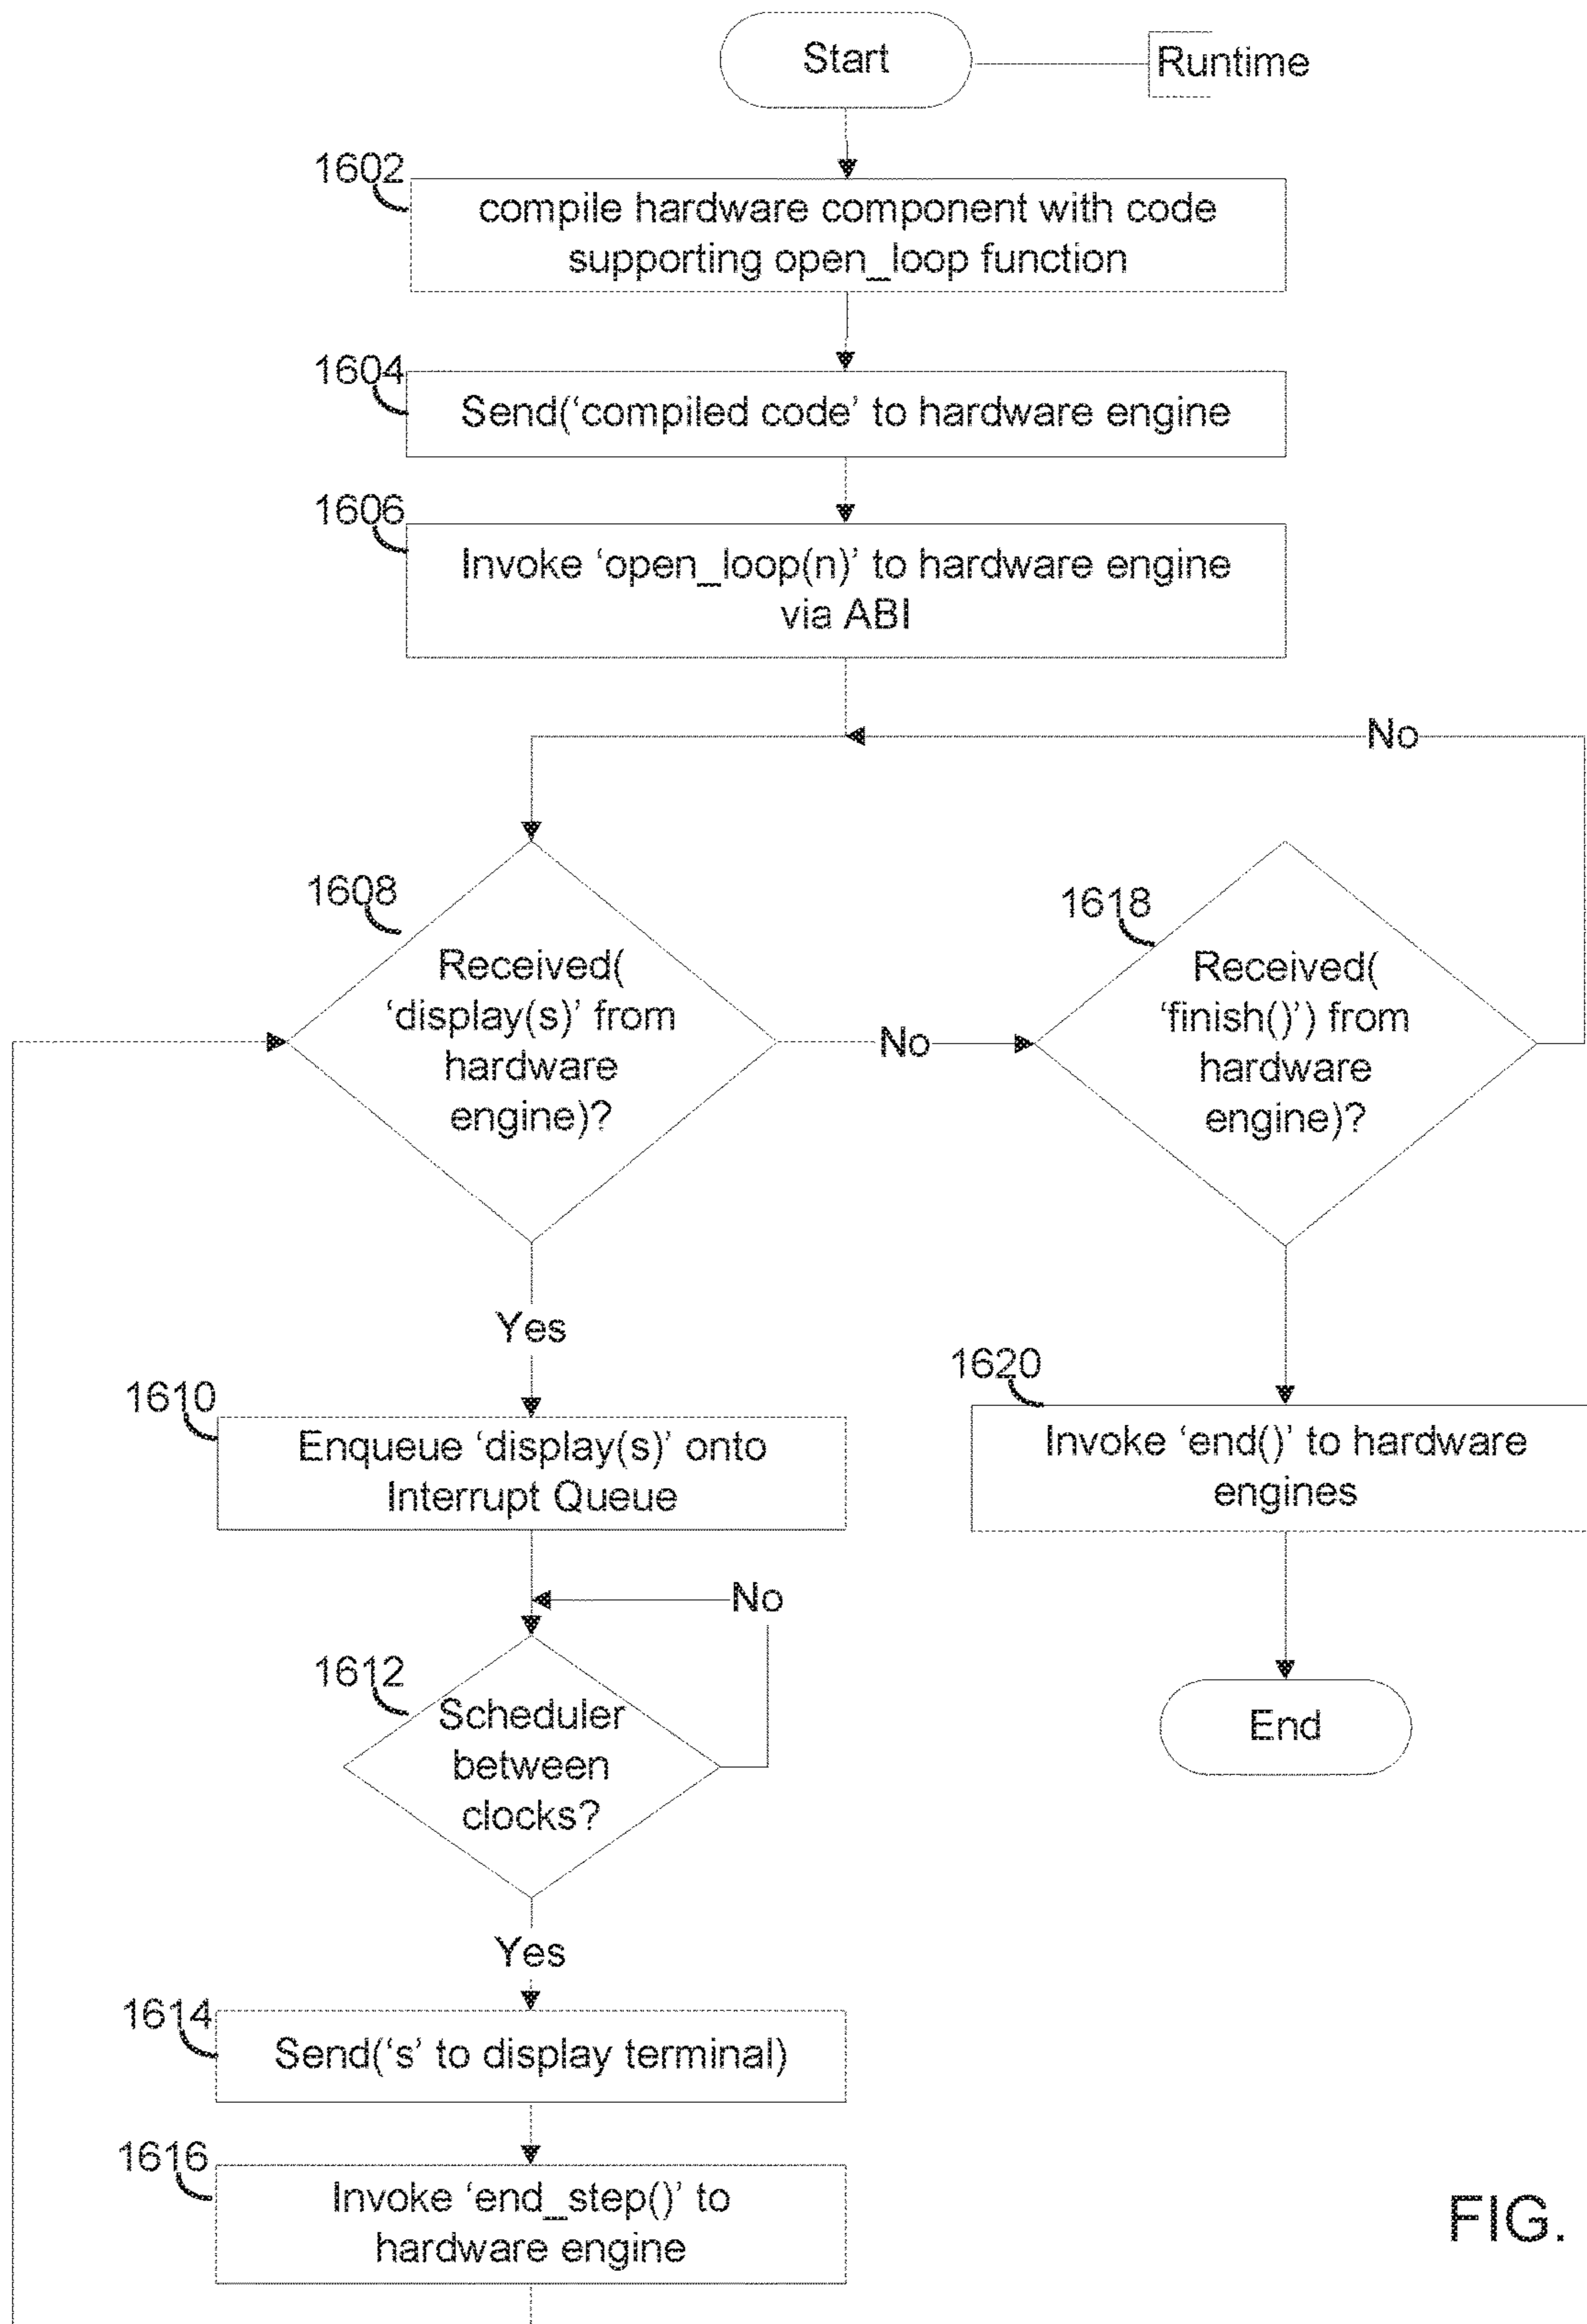 Start
Runtime
1602
compile hardware component with code
supporting open_loop function
1604
Send('compiled code' to hardware engine
1606
Invoke 'open_loop(n)' to hardware engine
via ABI
No
1608
Received(
'display(s)' from
hardware
engine)?
No
1618
Received(
'finish()') from
hardware
engine)?
Yes
1610
Enqueue 'display(s)' onto
Interrupt Queue
1620
Invoke 'end()' to hardware
engines
No
1612
Scheduler
between
clocks?
End
Yes
1614
Send('s' to display terminal)
1616
Invoke 'end_step()' to
hardware engine
FIG.